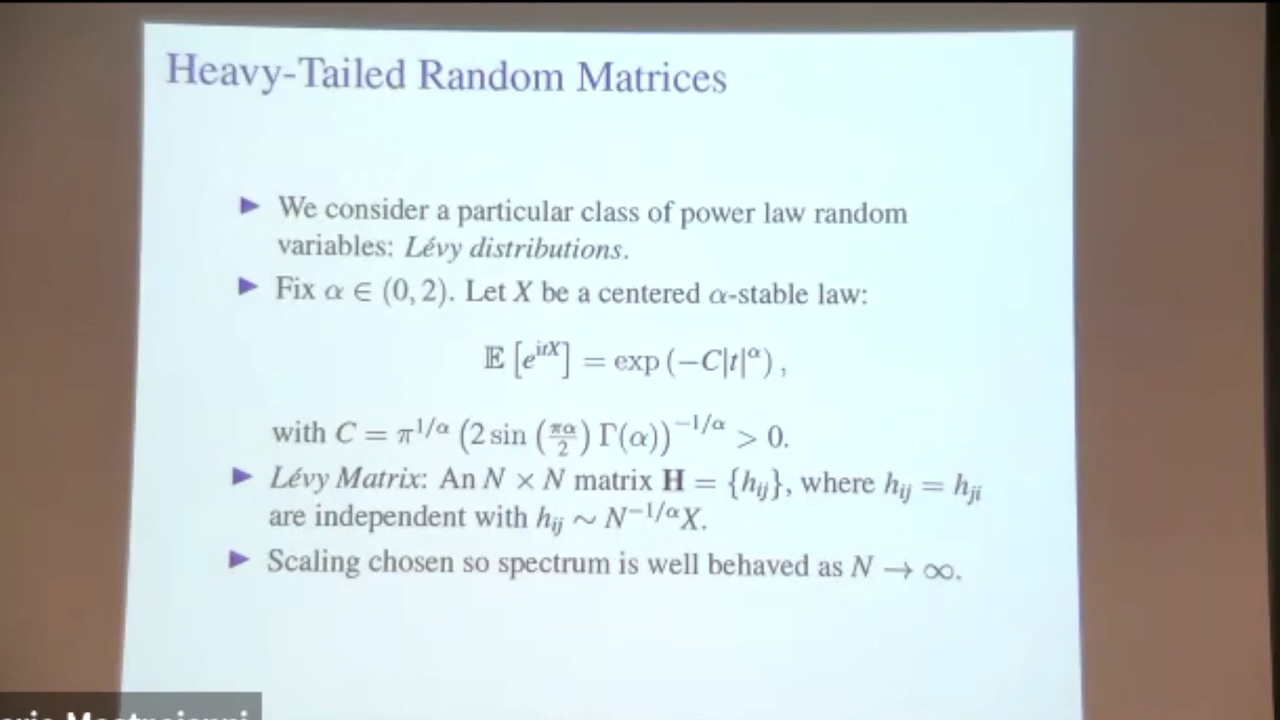 Heavy-Tailed Random Matrices
▶ We consider a particular class of power law random
variables: Lévy distributions.
▶ Fix α ∈ (0, 2). Let X be a centered α-stable law:
𝔼 [e^{itX}] = exp (−C|t|^α) ,
with C = π^{1/α} (2 sin (πα/2) Γ(α))^{−1/α} > 0.
▶ Lévy Matrix: An N × N matrix H = {h_{ij}}, where h_{ij} = h_{ji}
are independent with h_{ij} ∼ N^{−1/α}X.
▶ Scaling chosen so spectrum is well behaved as N → ∞.